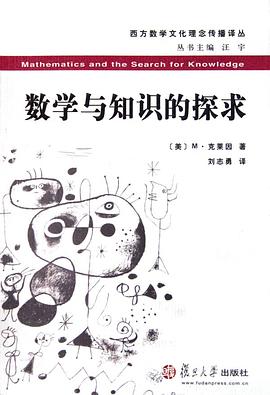 西方数学文化理念传播译丛
丛书主编 汪 宇
Mathematics and the Search for Knowledge
数学与知识的探求
〔美〕 M·克莱因 著
刘志勇 译
復旦大學 出版社
www.fudanpress.com.cn